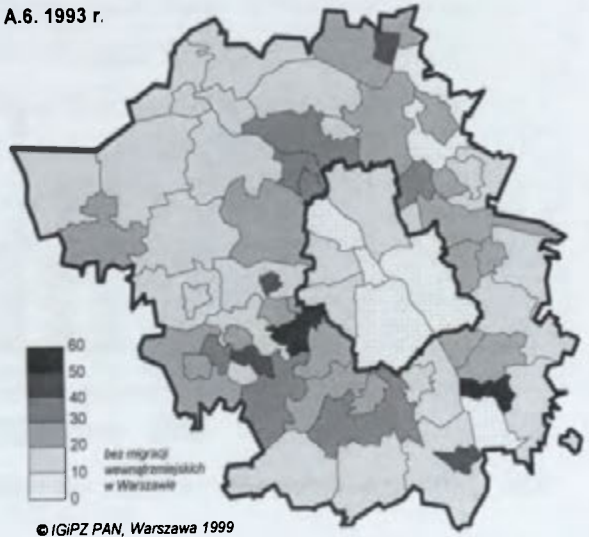 A.6. 1993 r.
60
50
40
30
20
10
0
bez migracji
wewnątrzmiejskich
w Warszawie
© IGiPZ PAN, Warszawa 1999